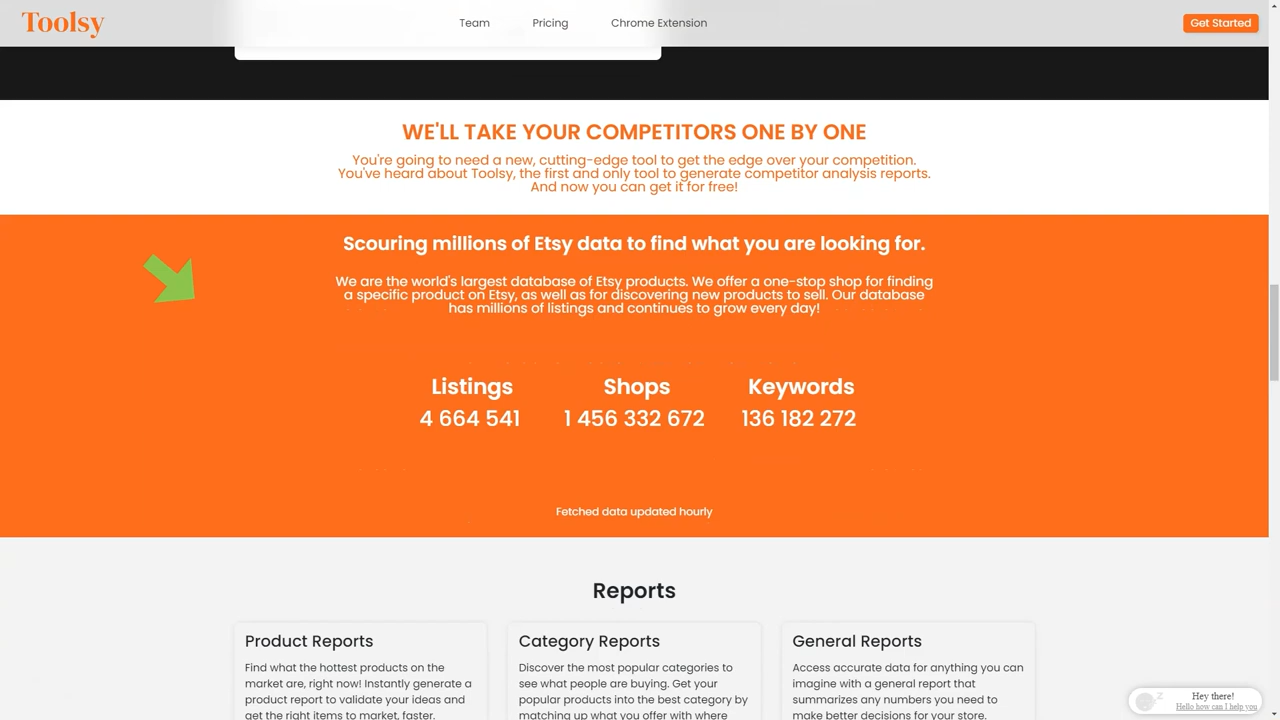 Toolsy
Team
Pricing
Chrome Extension
Get Started
WE'LL TAKE YOUR COMPETITORS ONE BY ONE
You're going to need a new, cutting-edge tool to get the edge over your competition.
You've heard about Toolsy, the first and only tool to generate competitor analysis reports.
And now you can get it for free!
Scouring millions of Etsy data to find what you are looking for.
We are the world's largest database of Etsy products. We offer a one-stop shop for finding
a specific product on Etsy, as well as for discovering new products to sell. Our database
has millions of listings and continues to grow every day!
Listings
Shops
Keywords
4 664 541
1 456 332 672
136 182 272
Fetched data updated hourly
Reports
Product Reports
Find what the hottest products on the
market are, right now! Instantly generate a
product report to validate your ideas and
get the right items to market, faster.
Category Reports
Discover the most popular categories to
see what people are buying. Get your
popular products into the best category by
matching up what you offer with where
General Reports
Access accurate data for anything you can
imagine with a general report that
summarizes any numbers you need to
make better decisions for your store.
Hey there!
Hello how can I help you